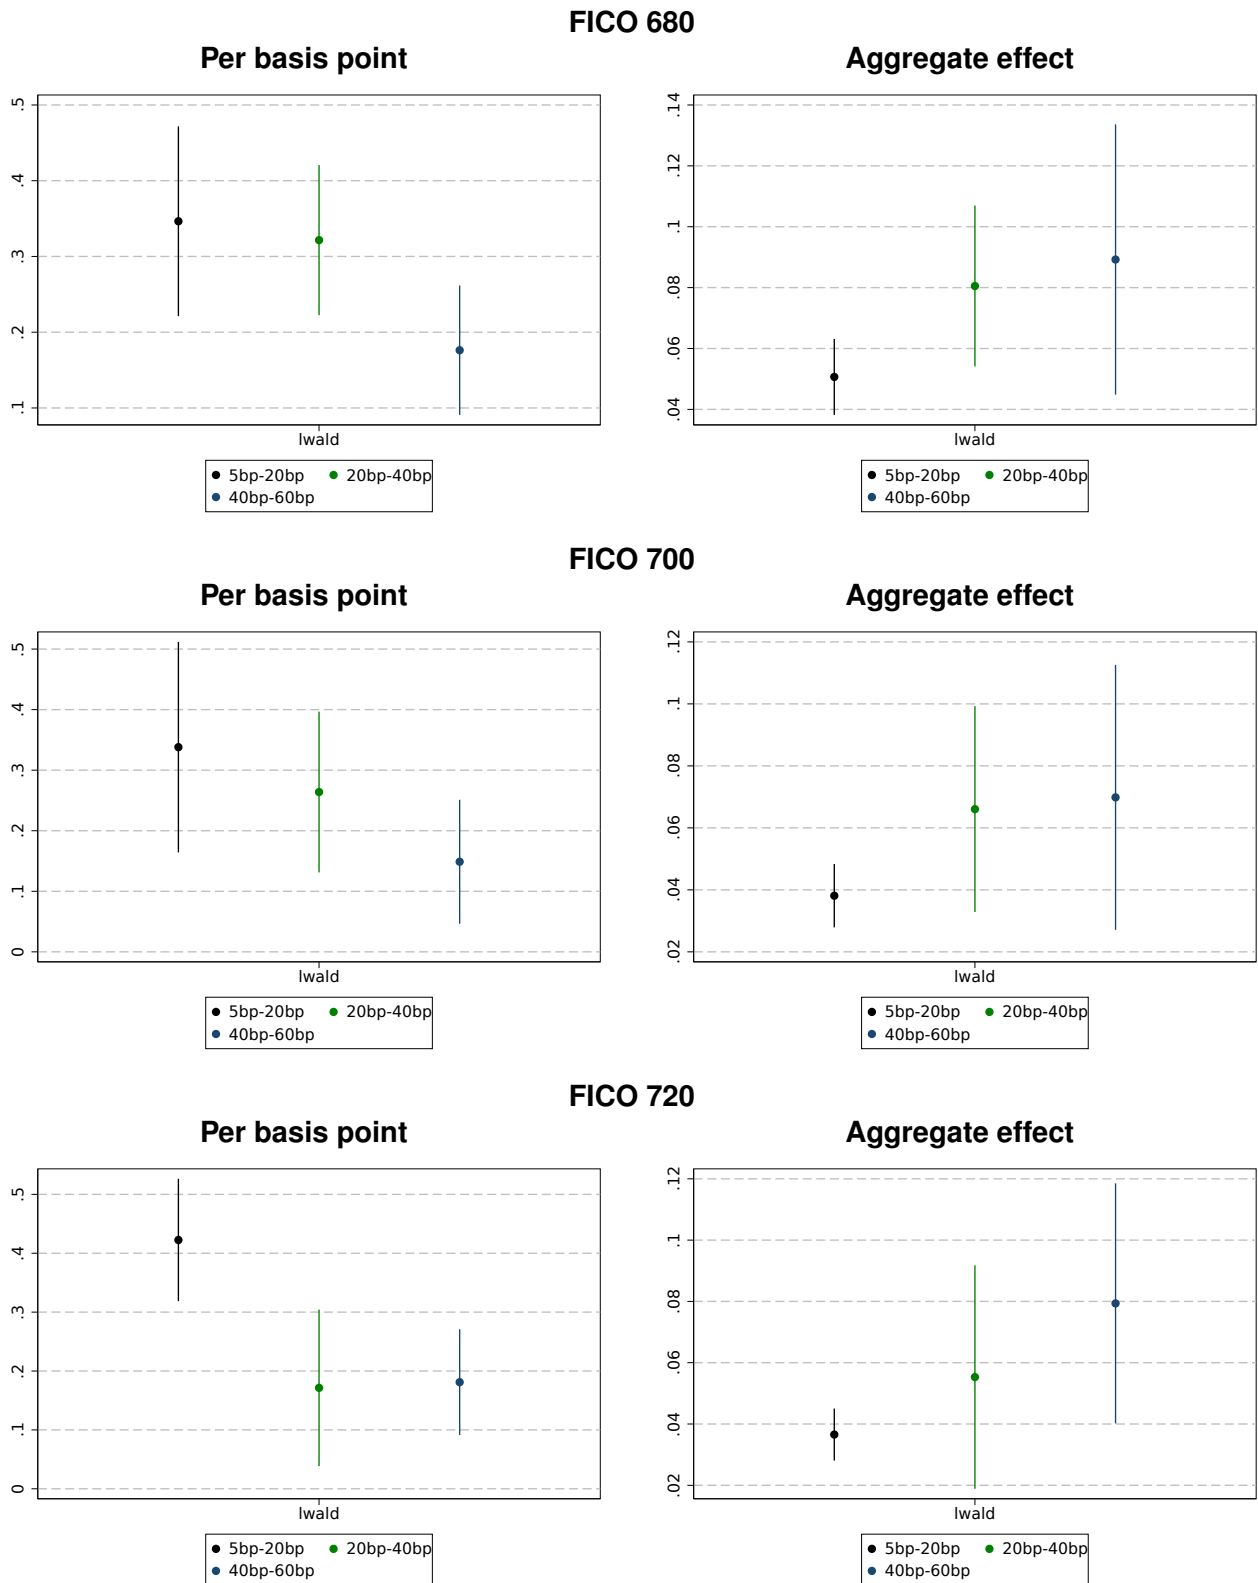 FICO 680
Per basis point
Aggregate effect
.5
.4
.3
.2
.1
lwald
5bp-20bp 20bp-40bp
40bp-60bp
.14
.12
.1
.08
.06
.04
lwald
5bp-20bp 20bp-40bp
40bp-60bp
FICO 700
Per basis point
Aggregate effect
.5
.4
.3
.2
.1
0
lwald
5bp-20bp 20bp-40bp
40bp-60bp
.12
.1
.08
.06
.04
.02
lwald
5bp-20bp 20bp-40bp
40bp-60bp
FICO 720
Per basis point
Aggregate effect
.5
.4
.3
.2
.1
0
lwald
5bp-20bp 20bp-40bp
40bp-60bp
.12
.1
.08
.06
.04
.02
lwald
5bp-20bp 20bp-40bp
40bp-60bp